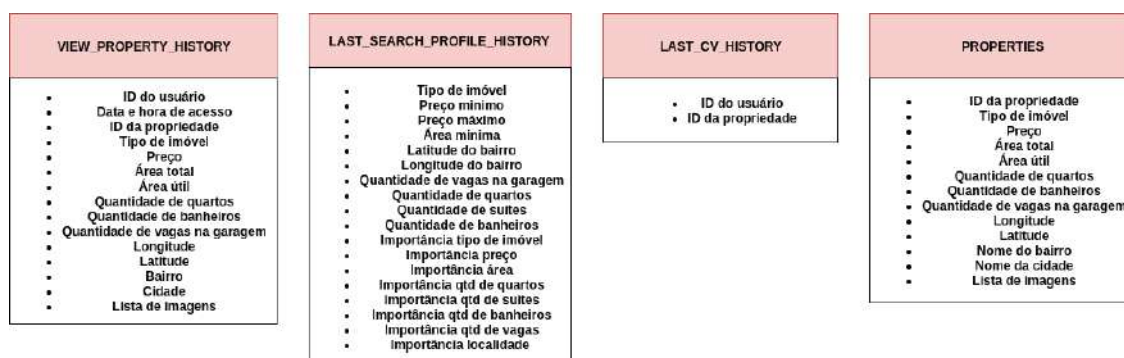 VIEW_PROPERTY_HISTORY
ID do usuário
Data e hora de acesso
ID da propriedade
Tipo de imóvel
Preço
Área total
Área útil
Quantidade de quartos
Quantidade de banheiros
Quantidade de vagas na garagem
Longitude
Latitude
Bairro
Cidade
Lista de imagens
LAST_SEARCH_PROFILE_HISTORY
Tipo de imóvel
Preço minimo
Preço máximo
Área minima
Latitude do bairro
Longitude do bairro
Quantidade de vagas na garagem
Quantidade de quartos
Quantidade de suites
Quantidade de banheiros
Importância tipo de imóvel
Importância preço
Importância área
Importância qtd de quartos
Importância qtd de suites
Importância qtd de banheiros
Importância qtd de vagas
Importância localidade
LAST_CV_HISTORY
ID do usuário
ID da propriedade
PROPERTIES
ID da propriedade
Tipo de imóvel
Preço
Área total
Área útil
Quantidade de quartos
Quantidade de banheiros
Quantidade de vagas na garagem
Longitude
Latitude
Nome do bairro
Nome da cidade
Lista de imagens